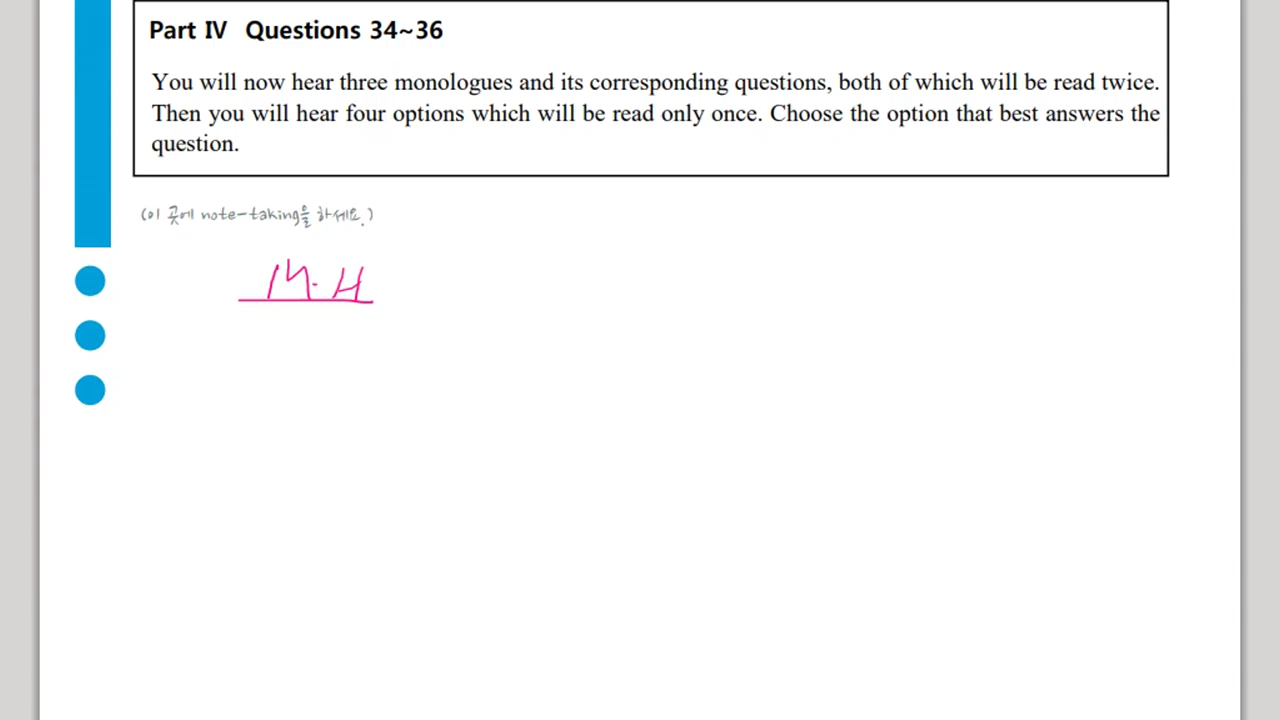 Part Ⅳ Questions 34~36
You will now hear three monologues and its corresponding questions, both of which will be read twice.
Then you will hear four options which will be read only once. Choose the option that best answers the
question.
(이 곳에 note-taking을 하세요.)
M. H